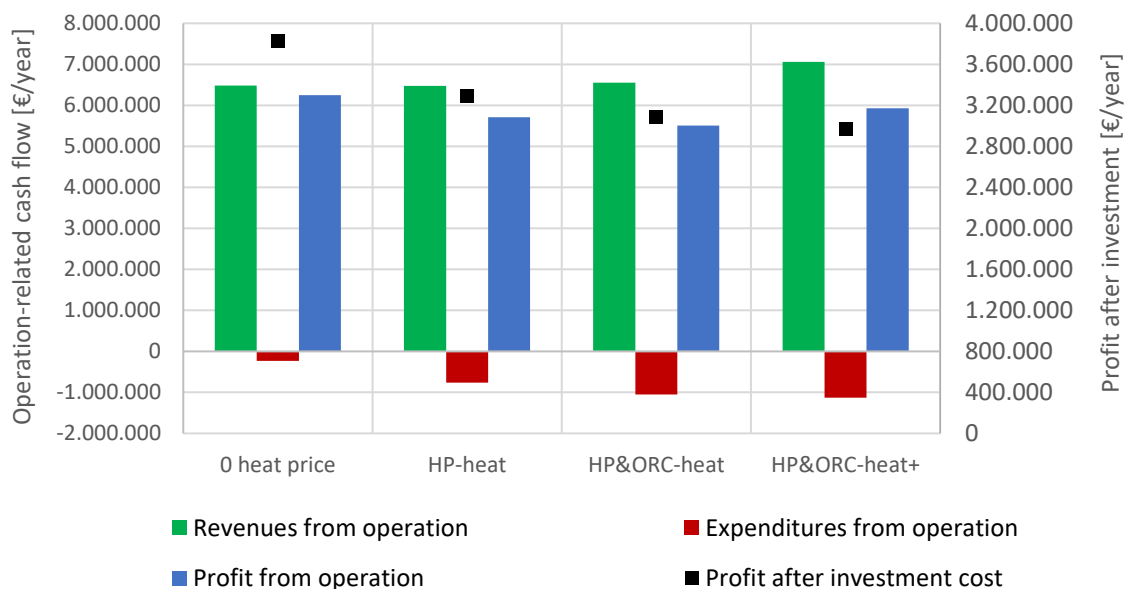 Operation-related cash flow [€/year]
8.000.000
7.000.000
6.000.000
5.000.000
4.000.000
3.000.000
2.000.000
1.000.000
0
-1.000.000
-2.000.000
4.000.000
3.600.000
3.200.000
2.800.000
2.400.000
2.000.000
1.600.000
1.200.000
800.000
400.000
0
Profit after investment [€/year]
0 heat price
HP-heat
HP&ORC-heat
HP&ORC-heat+
Revenues from operation
Expenditures from operation
Profit from operation
Profit after investment cost